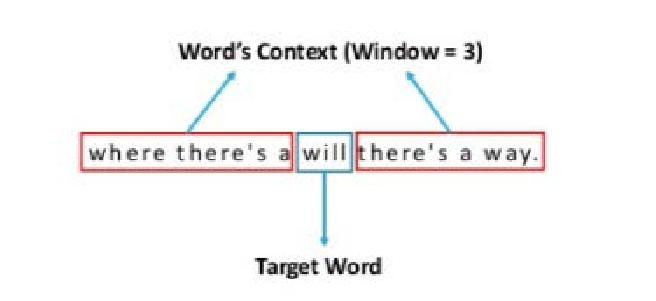 Word's Context (Window = 3)
where there's a will there's a way.
Target Word